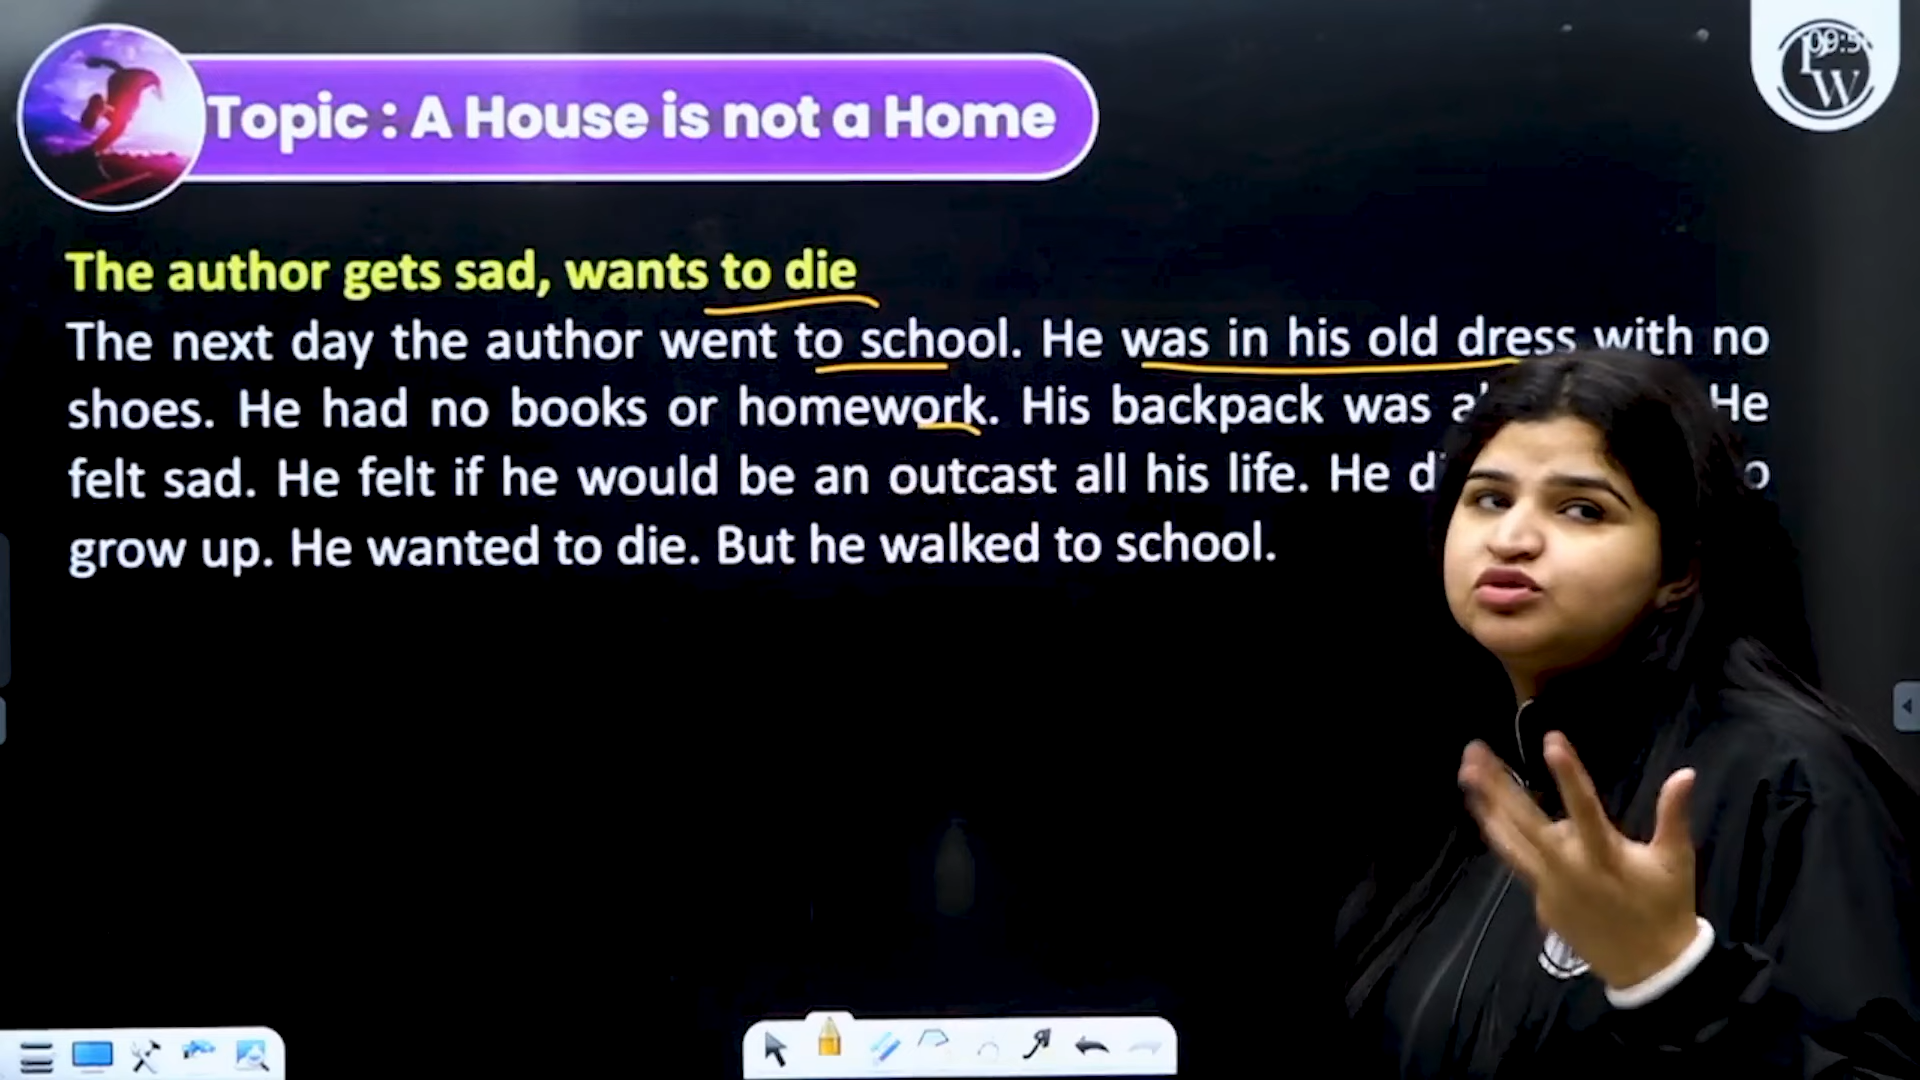 Topic : A House is not a Home
09:5
PW
The author gets sad, wants to die
The next day the author went to school. He was in his old dress with no
shoes. He had no books or homework. His backpack was He
felt sad. He felt if he would be an outcast all his life. He
grow up. He wanted to die. But he walked to school.